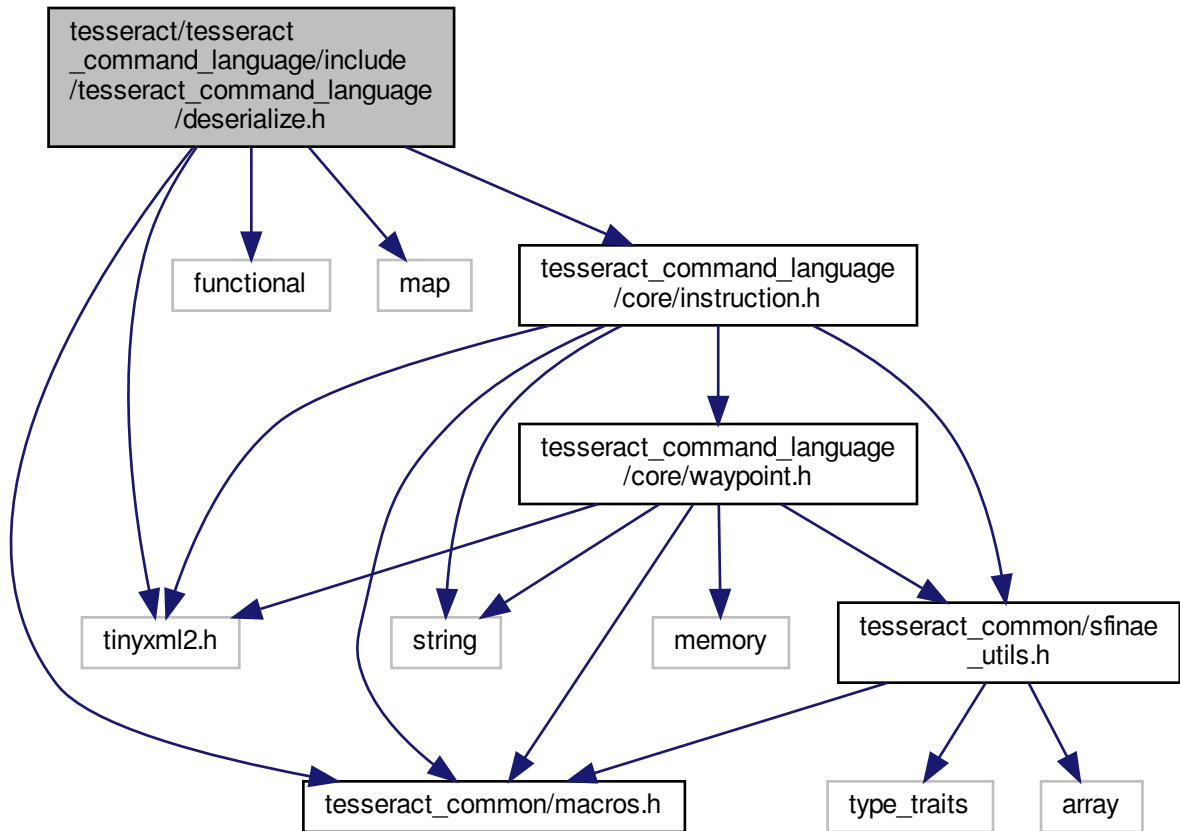 tesseract/tesseract
_command_language/include
/tesseract_command_language
/deserialize.h
functional
map
tesseract_command_language
/core/instruction.h
tesseract_command_language
/core/waypoint.h
tinyxml2.h
string
memory
tesseract_common/sfinae
_utils.h
tesseract_common/macros.h
type_traits
array